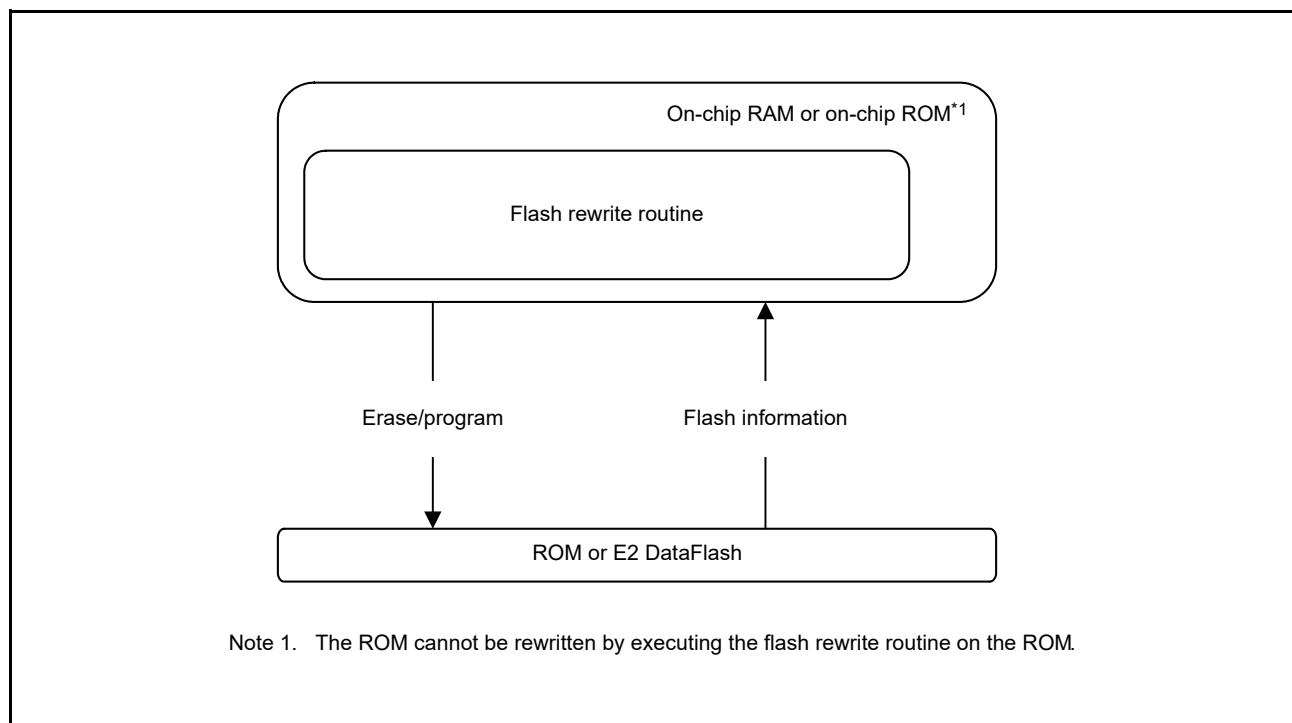 On-chip RAM or on-chip ROM*1
Flash rewrite routine
Erase/program
Flash information
ROM or E2 DataFlash
Note 1. The ROM cannot be rewritten by executing the flash rewrite routine on the ROM.